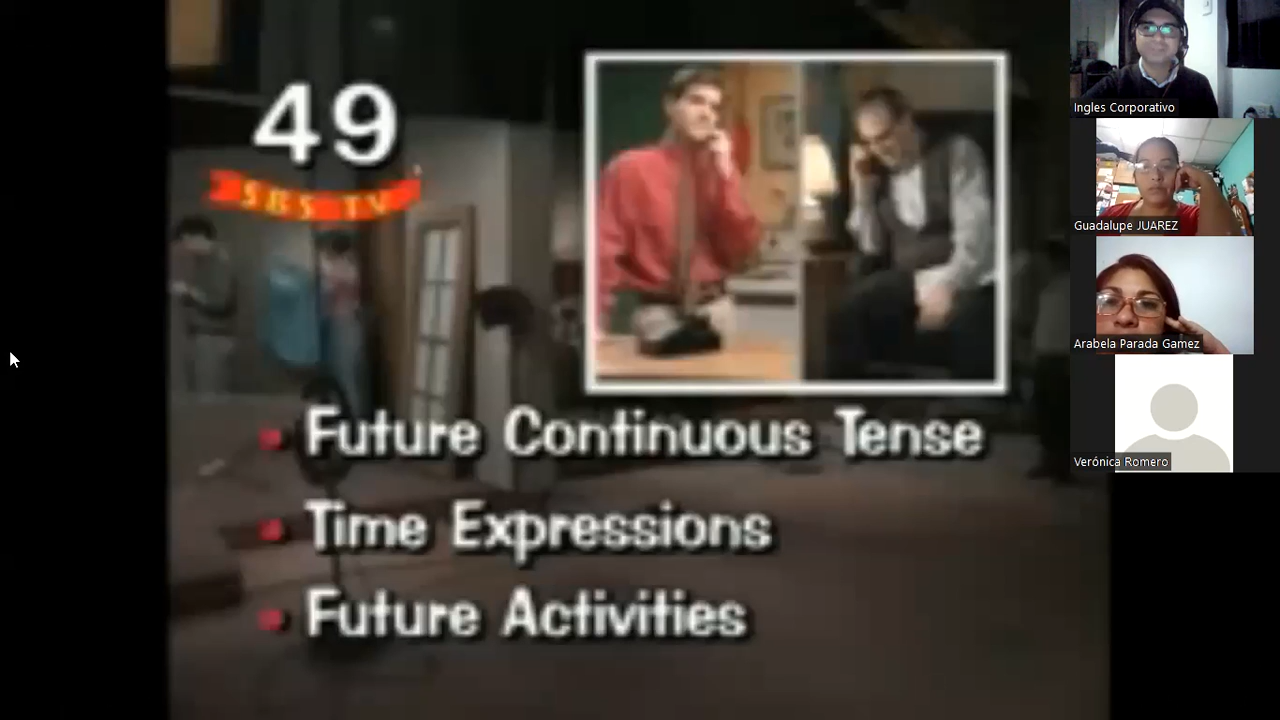 49
SBS TV
Future Continuous Tense
Time Expressions
Future Activities
Ingles Corporativo
Guadalupe JUAREZ
Arabela Parada Gamez
Verónica Romero